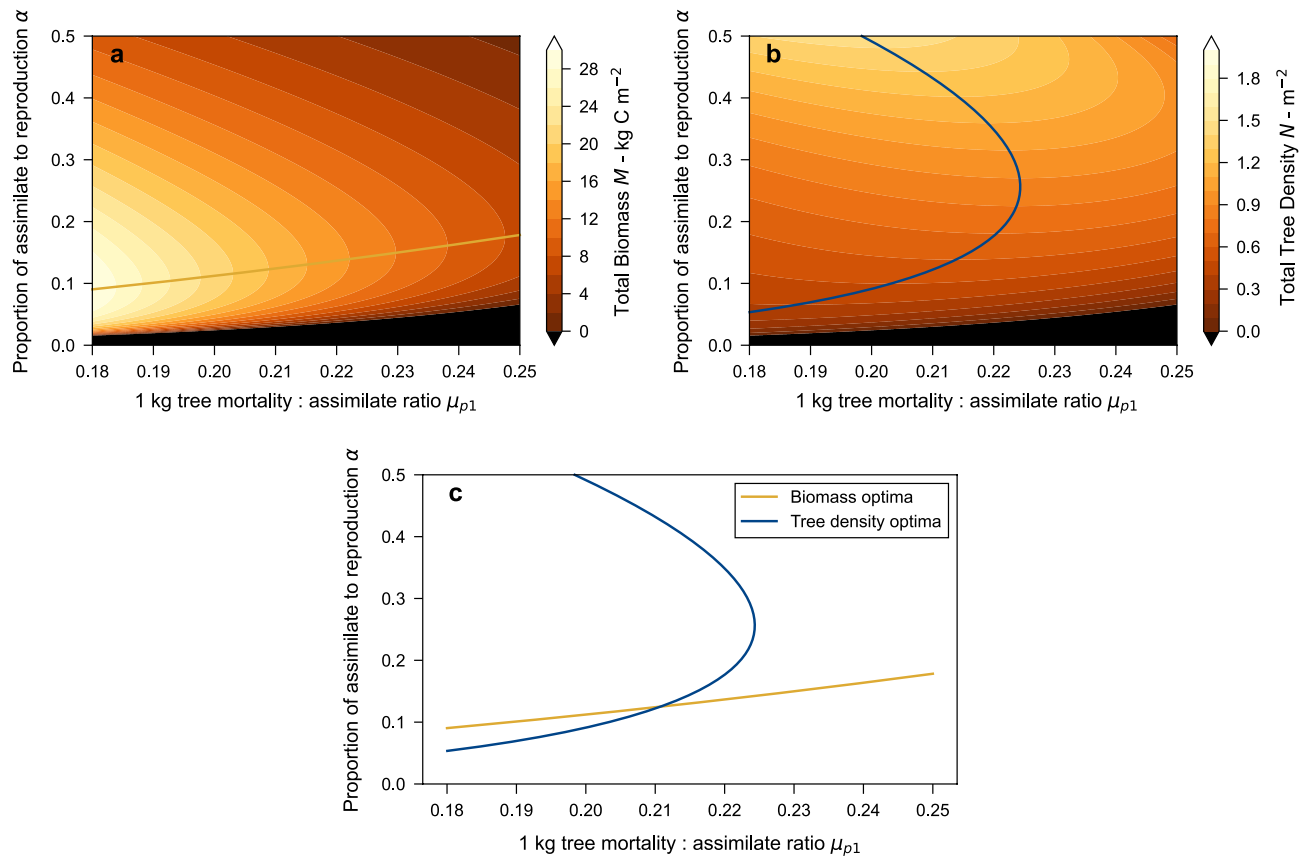 a
Proportion of assimilate to reproduction α
0.5
0.4
0.3
0.2
0.1
0.0
0.18 0.19 0.20 0.21 0.22 0.23 0.24 0.25
1 kg tree mortality : assimilate ratio μp1
28
24
20
16
12
8
4
0
Total Biomass M - kg C m−2
b
Proportion of assimilate to reproduction α
0.5
0.4
0.3
0.2
0.1
0.0
0.18 0.19 0.20 0.21 0.22 0.23 0.24 0.25
1 kg tree mortality : assimilate ratio μp1
1.8
1.5
1.2
0.9
0.6
0.3
0.0
Total Tree Density N - m−2
c
Proportion of assimilate to reproduction α
0.5
0.4
0.3
0.2
0.1
0.0
Biomass optima
Tree density optima
0.18 0.19 0.20 0.21 0.22 0.23 0.24 0.25
1 kg tree mortality : assimilate ratio μp1